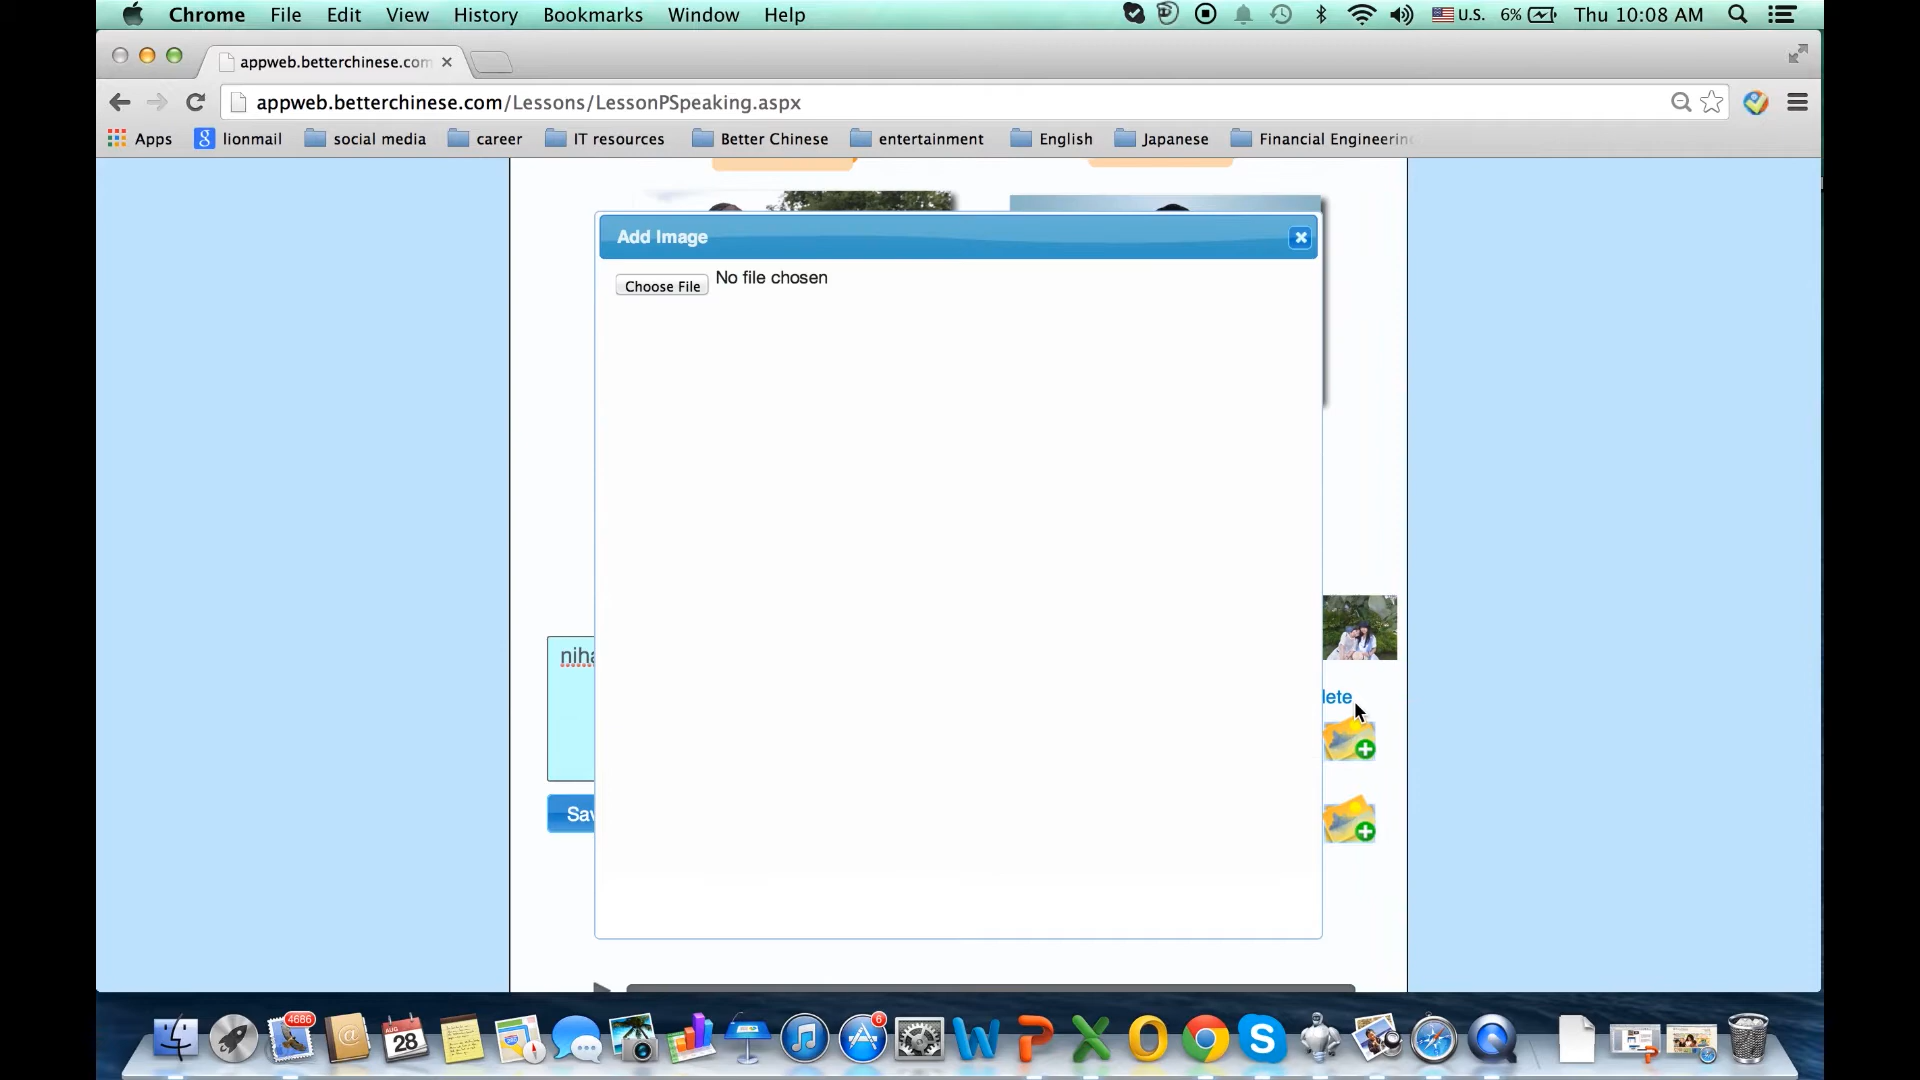 Chrome File Edit View History Bookmarks Window Help U.S. 6% Thu 10:08 AM
appweb.betterchinese.com
appweb.betterchinese.com/Lessons/LessonPSpeaking.aspx
Apps lionmail social media career IT resources Better Chinese entertainment English Japanese Financial Engineerin
Add Image
Choose File No file chosen
niha
lete
Sav
4686
6
AUG
28